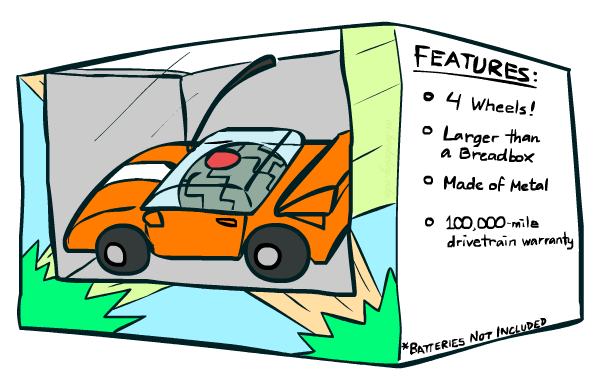 FEATURES:
4 Wheels!
Larger than
a Breadbox
Made of Metal
100,000-mile
drivetrain warranty
*BATTERIES NOT INCLUDED